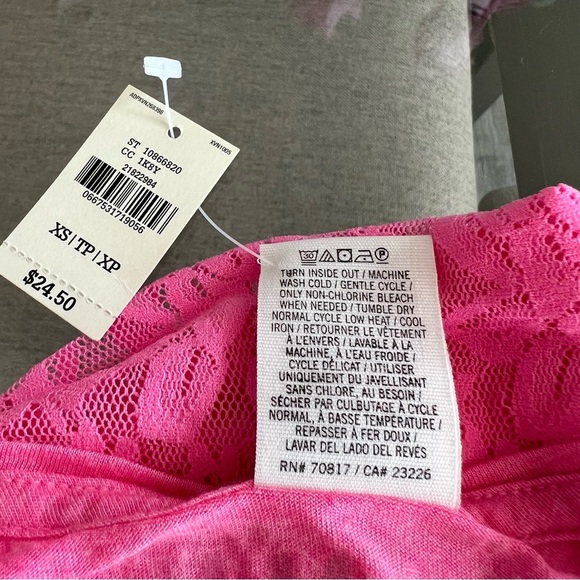 ADPXVN268396
XVN1005
ST 10866820
CC 1K8Y
21822984
0667531719056
XS|TP|XP
$24.50
30
P
TURN INSIDE OUT / MACHINE
WASH COLD / GENTLE CYCLE /
ONLY NON-CHLORINE BLEACH
WHEN NEEDED / TUMBLE DRY
NORMAL CYCLE LOW HEAT / COOL
IRON / RETOURNER LE VÊTEMENT
À L'ENVERS / LAVABLE À LA
MACHINE, À L'EAU FROIDE /
CYCLE DÉLICAT / UTILISER
UNIQUEMENT DU JAVELLISANT
SANS CHLORE, AU BESOIN /
SÉCHER PAR CULBUTAGE À CYCLE
NORMAL, À BASSE TEMPÉRATURE /
REPASSER À FER DOUX /
LAVAR DEL LADO DEL REVÉS
RN# 70817 / CA# 23226